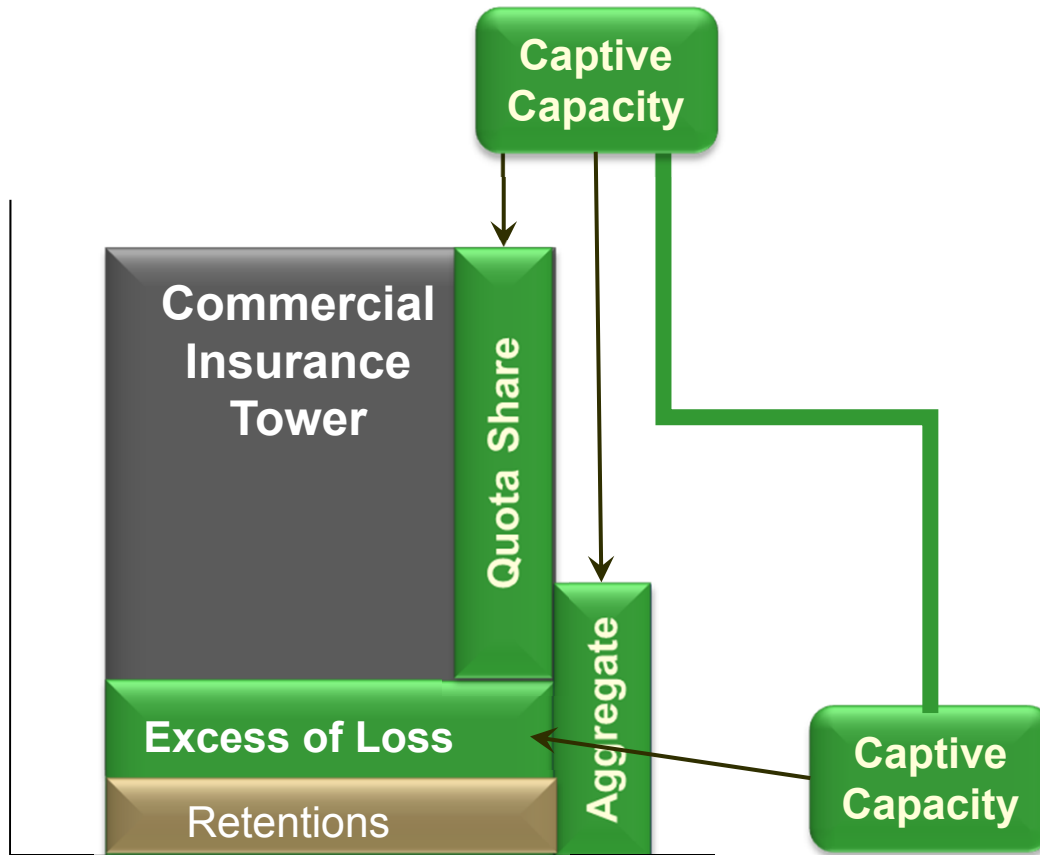 Captive
Capacity
Commercial
Insurance
Tower
Quota Share
Aggregate
Excess of Loss
Retentions
Captive
Capacity